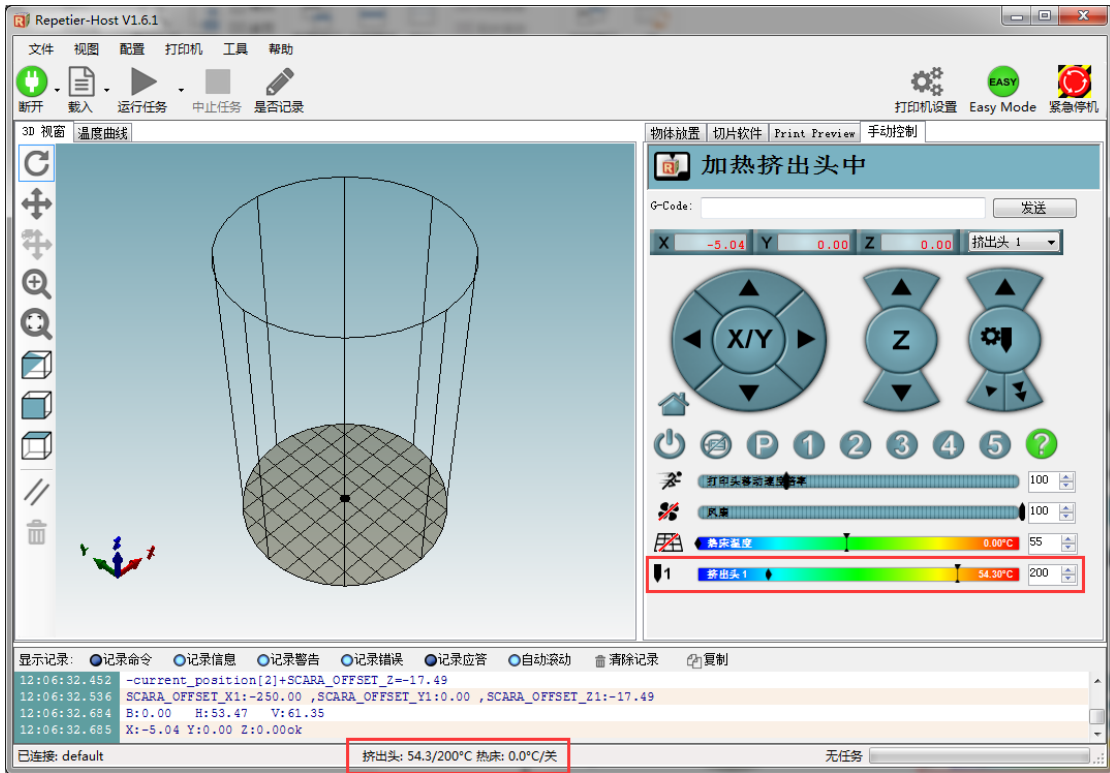 Repetier-Host V1.6.1
文件 视图 配置 打印机 工具 帮助
断开 载入 运行任务 中止任务 是否记录 打印机设置 Easy Mode 紧急停机
EASY
3D 视窗 温度曲线 物体放置 切片软件 Print Preview 手动控制
加热挤出头中
G-Code: 发送
X -5.04 Y 0.00 Z 0.00 挤出头 1
X/Y Z
P 1 2 3 4 5 ?
打印头移动速度倍率 100
风扇 100
热床温度 0.00°C 55
1 挤出头 1 54.30°C 200
y z x
显示记录: 记录命令 记录信息 记录警告 记录错误 记录应答 自动滚动 清除记录 复制
12:06:32.452 -current_position[2]+SCARA_OFFSET_Z=-17.49
12:06:32.536 SCARA_OFFSET_X1:-250.00 ,SCARA_OFFSET_Y1:0.00 ,SCARA_OFFSET_Z1:-17.49
12:06:32.684 B:0.00 H:53.47 V:61.35
12:06:32.685 X:-5.04 Y:0.00 Z:0.00ok
已连接: default 挤出头: 54.3/200°C 热床: 0.0°C/关 无任务